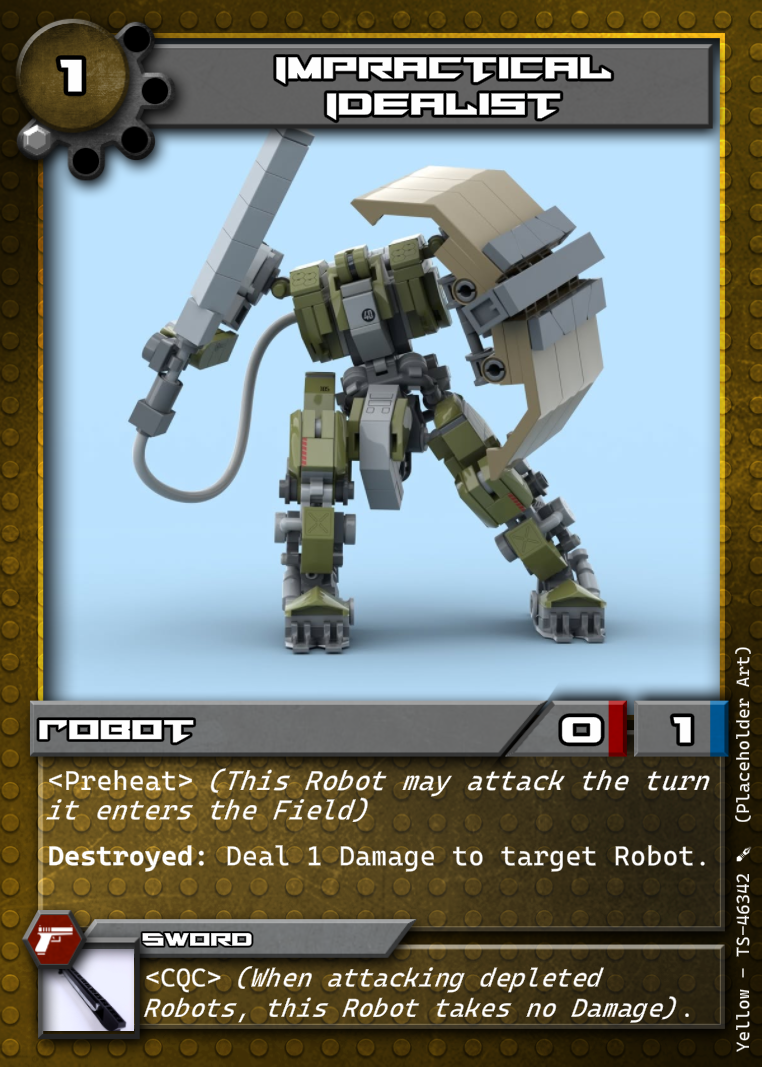 1
IMPRACTICAL
IDEALIST
ROBOT
0
1
<Preheat> (This Robot may attack the turn
it enters the Field)
Destroyed: Deal 1 Damage to target Robot.
SWORD
<CQC> (When attacking depleted
Robots, this Robot takes no Damage).
Yellow – TS-46342 ✒ (Placeholder Art)